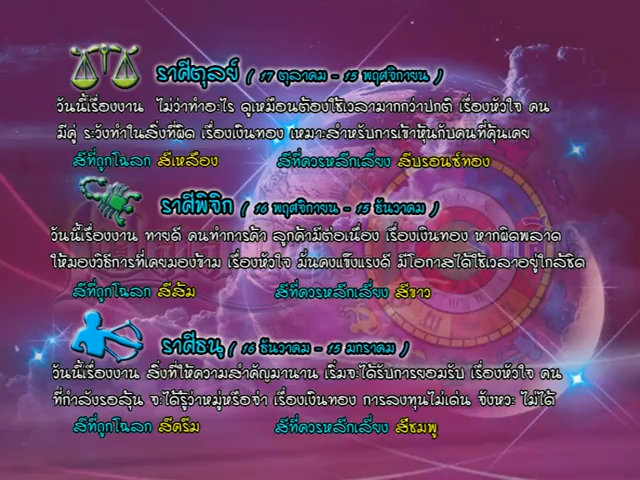 ราศีตุลย์ ( 17 ตุลาคม - 15 พฤศจิกายน )
วันนี้เรื่องงาน ไม่ว่าทำอะไร ดูเหมือนต้องใช้เวลามากกว่าปกติ เรื่องหัวใจ คน
มีคู่ ระวังทำในสิ่งที่ผิด เรื่องเงินทอง เหมาะสำหรับการเข้าหุ้นกับคนที่คุ้นเคย
สีที่ถูกโฉลก สีเหลือง สีที่ควรหลีกเลี่ยง สีบรอนซ์ทอง
ราศีพิจิก ( 16 พฤศจิกายน - 15 ธันวาคม )
วันนี้เรื่องงาน ทายดี คนทำการค้า ลูกค้ามีต่อเนื่อง เรื่องเงินทอง หากผิดพลาด
ให้มองวิธีการที่เคยมองข้าม เรื่องหัวใจ มั่นคงแข็งแรงดี มีโอกาสได้ใช้เวลาอยู่ใกล้ชิด
สีที่ถูกโฉลก สีส้ม สีที่ควรหลีกเลี่ยง สีขาว
ราศีธนู ( 16 ธันวาคม - 15 มกราคม )
วันนี้เรื่องงาน สิ่งที่ให้ความสำคัญมานาน เริ่มจะได้รับการยอมรับ เรื่องหัวใจ คน
ที่กำลังรอลุ้น จะได้รู้ว่าหมู่หรือจ่า เรื่องเงินทอง การลงทุนไม่เด่น จังหวะ ไม่ได้
สีที่ถูกโฉลก สีครีม สีที่ควรหลีกเลี่ยง สีชมพู